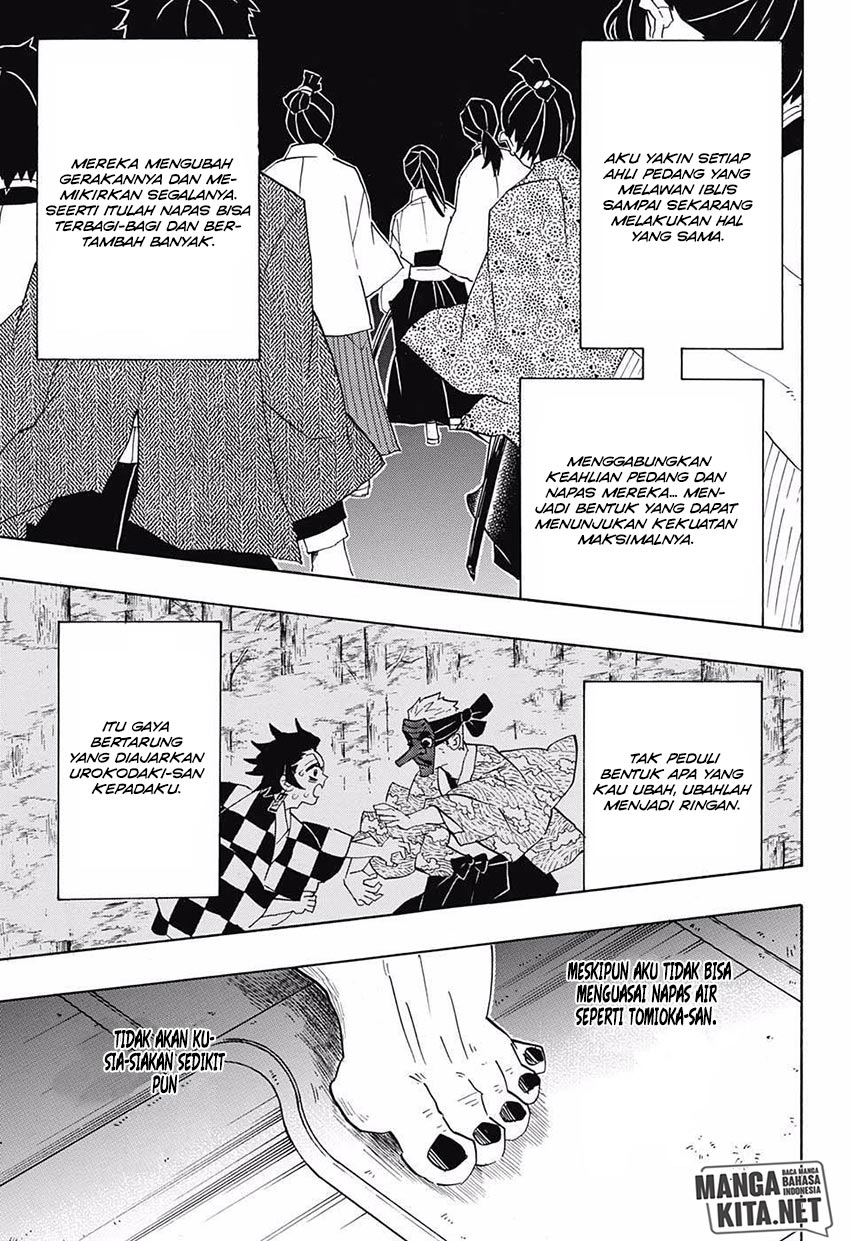 AKU YAKIN SETIAP
AHLI PEDANG YANG
MELAWAN IBLIS
SAMPAI SEKARANG
MELAKUKAN HAL
YANG SAMA.
MENGGABUNGKAN
KEAHLIAN PEDANG DAN
NAPAS MEREKA... MEN-
JADI BENTUK YANG DAPAT
MENUNJUKAN KEKUATAN
MAKSIMALNYA.
MEREKA MENGUBAH
GERAKANNYA DAN ME-
MIKIRKAN SEGALANYA.
SEERTI ITULAH NAPAS BISA
TERBAGI-BAGI DAN BER-
TAMBAH BANYAK.
TAK PEDULI
BENTUK APA YANG
KAU UBAH, UBAHLAH
MENJADI RINGAN.
ITU GAYA
BERTARUNG
YANG DIAJARKAN
UROKODAKI-SAN
KEPADAKU.
MESKIPUN AKU TIDAK BISA
MENGUASAI NAPAS AIR
SEPERTI TOMIOKA-SAN.
TIDAK AKAN KU-
SIA-SIAKAN SEDIKIT
PUN
MANGA
KITA.NET
BACA MANGA
BAHASA
INDONESIA